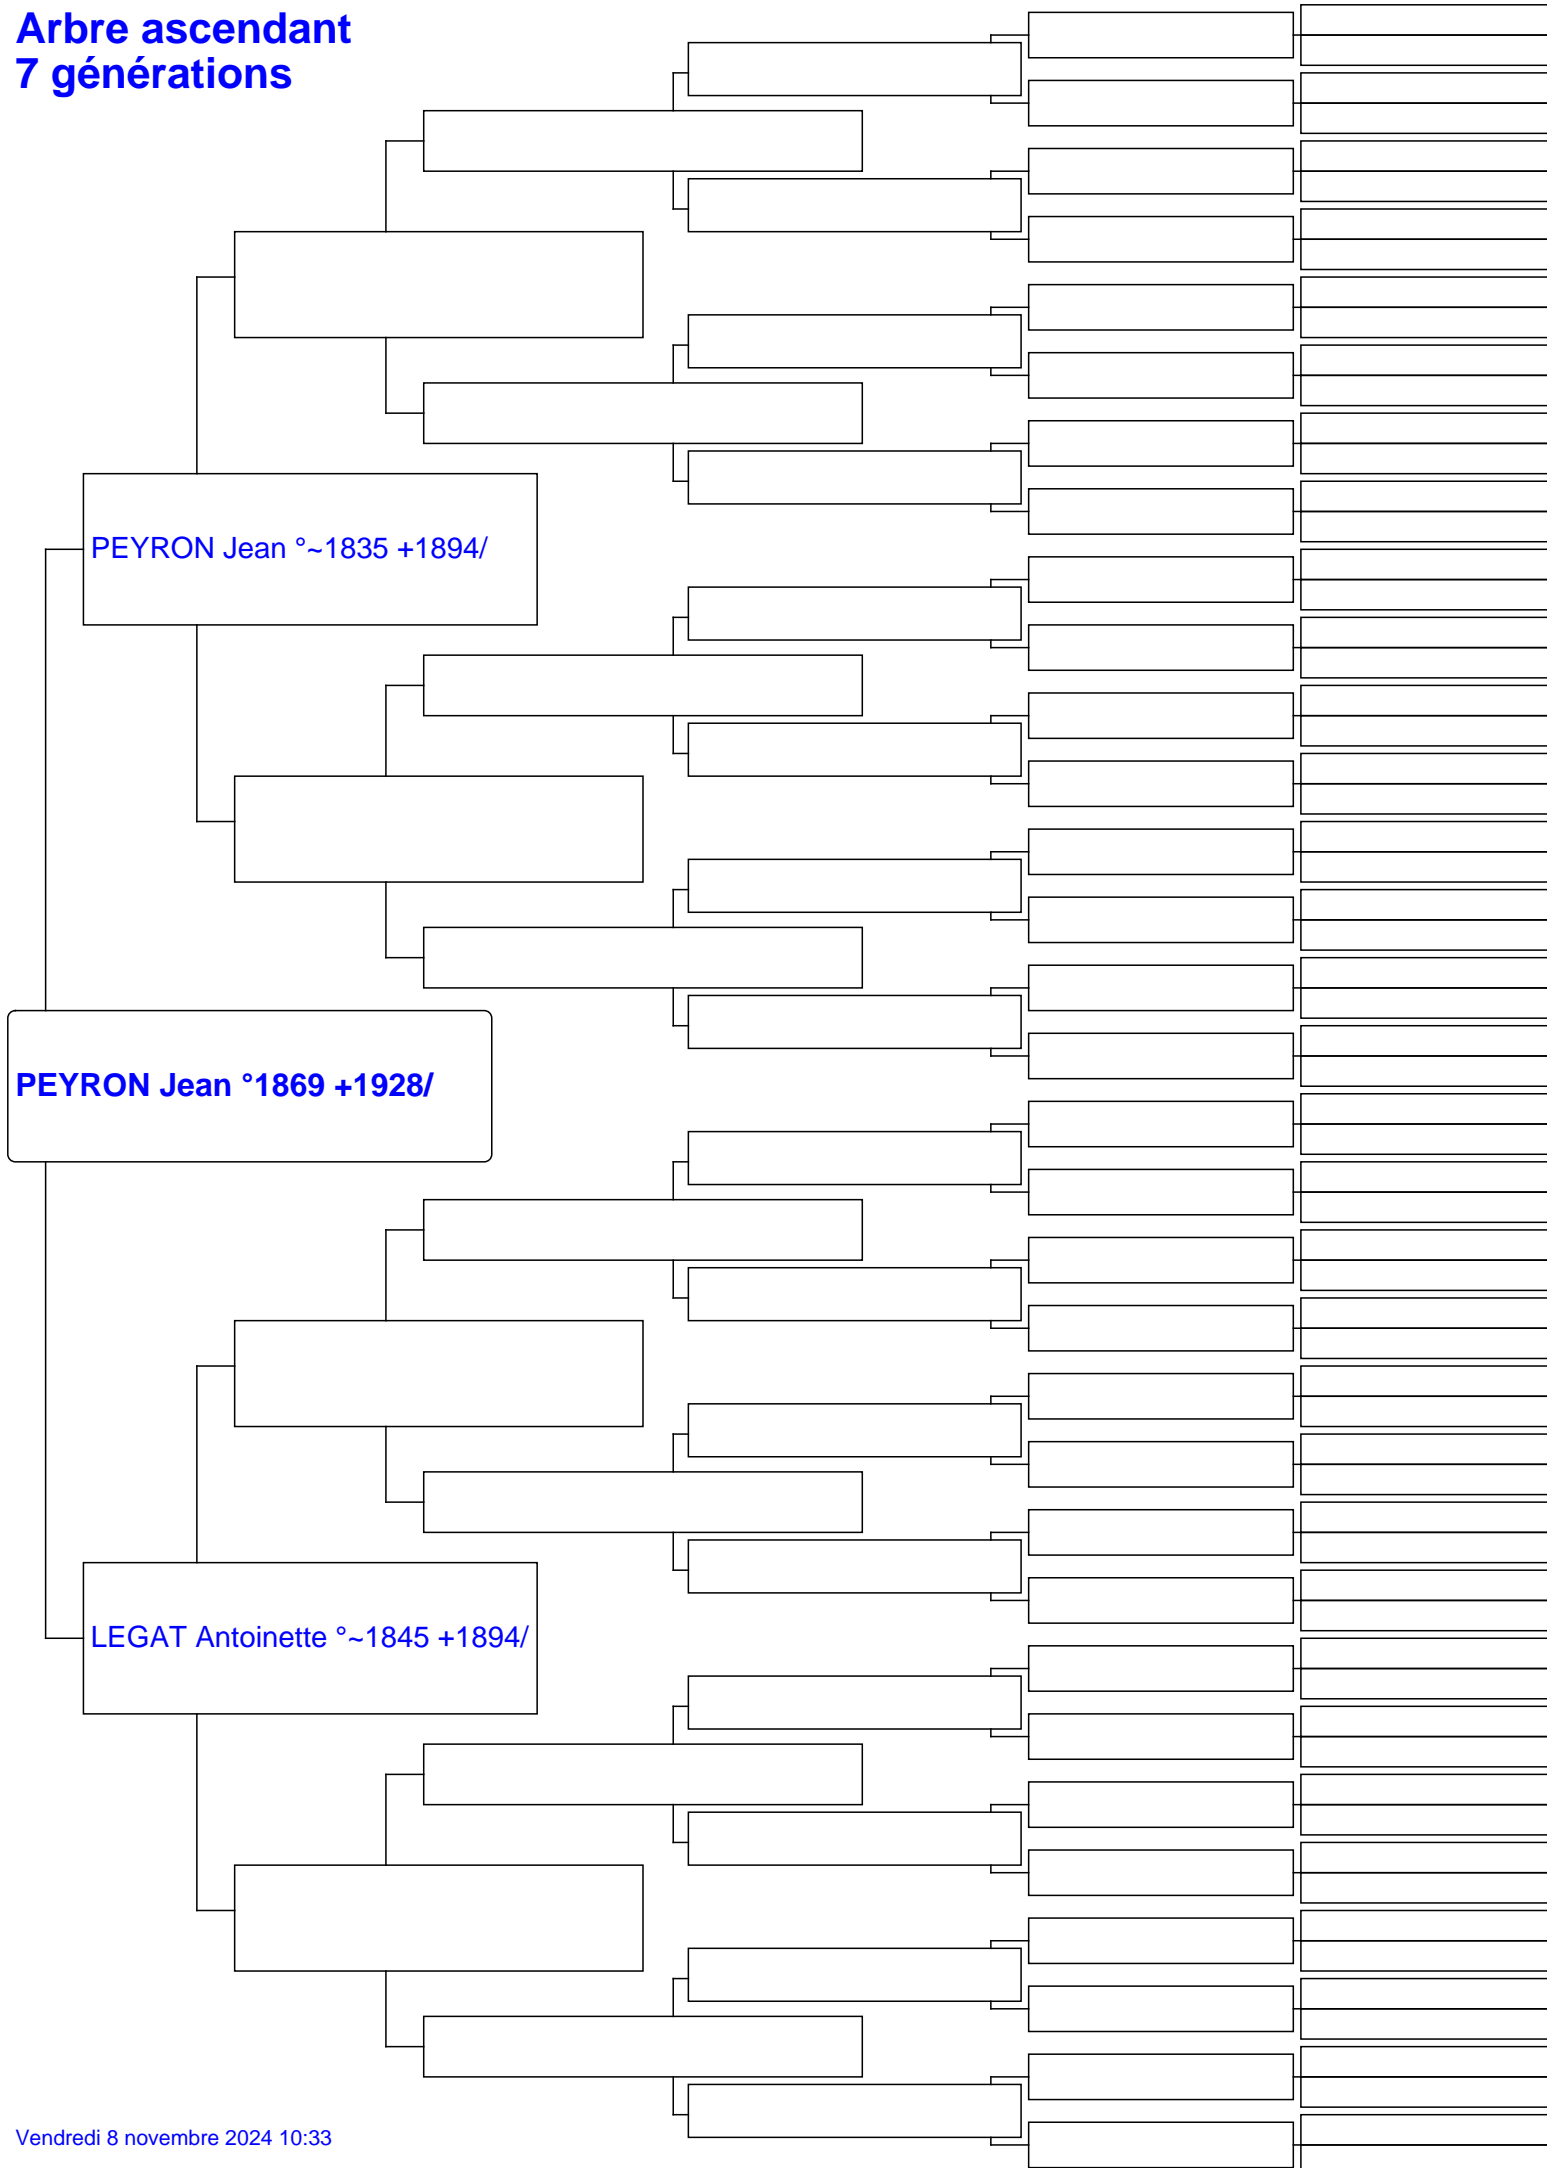 Arbre ascendant
7 générations
PEYRON Jean °~1835 +1894/
PEYRON Jean °1869 +1928/
LEGAT Antoinette °~1845 +1894/
Vendredi 8 novembre 2024 10:33